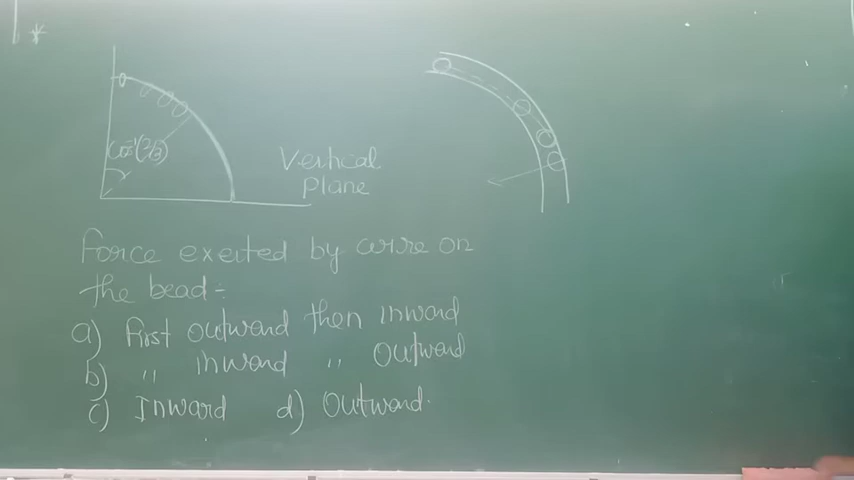 *
cos⁻¹(2/3)
Vertical
plane
Force exerted by wire on
the bead:-
a) First outward then inward
b) " inward " Outward
c) Inward d) Outward.